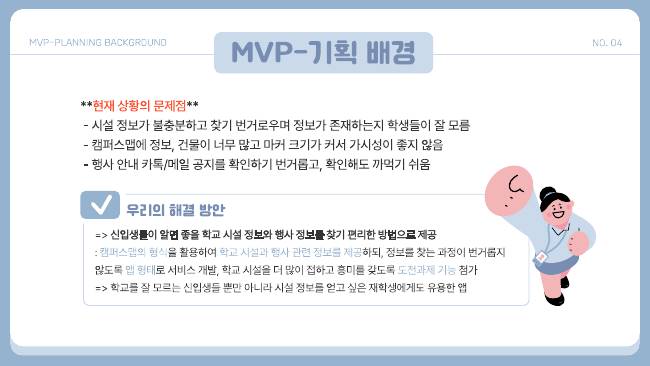 MVP-PLANNING BACKGROUND
MVP-기획 배경
NO. 04
**현재 상황의 문제점**
- 시설 정보가 불충분하고 찾기 번거로우며 정보가 존재하는지 학생들이 잘 모름
- 캠퍼스맵에 정보, 건물이 너무 많고 마커 크기가 커서 가시성이 좋지 않음
- 행사 안내 카톡/메일 공지를 확인하기 번거롭고, 확인해도 까먹기 쉬움
우리의 해결 방안
=> 신입생들이 알면 좋을 학교 시설 정보와 행사 정보를 찾기 편리한 방법으로 제공
: 캠퍼스맵의 형식을 활용하여 학교 시설과 행사 관련 정보를 제공하되, 정보를 찾는 과정이 번거롭지
않도록 앱 형태로 서비스 개발, 학교 시설을 더 많이 접하고 흥미를 갖도록 도전과제 기능 첨가
=> 학교를 잘 모르는 신입생들 뿐만 아니라 시설 정보를 얻고 싶은 재학생에게도 유용한 앱